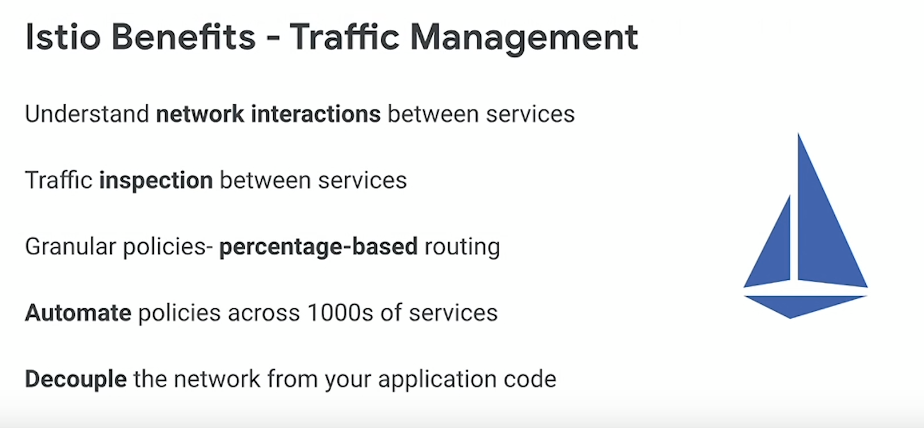 Istio Benefits - Traffic Management
Understand network interactions between services
Traffic inspection between services
Granular policies- percentage-based routing
Automate policies across 1000s of services
Decouple the network from your application code